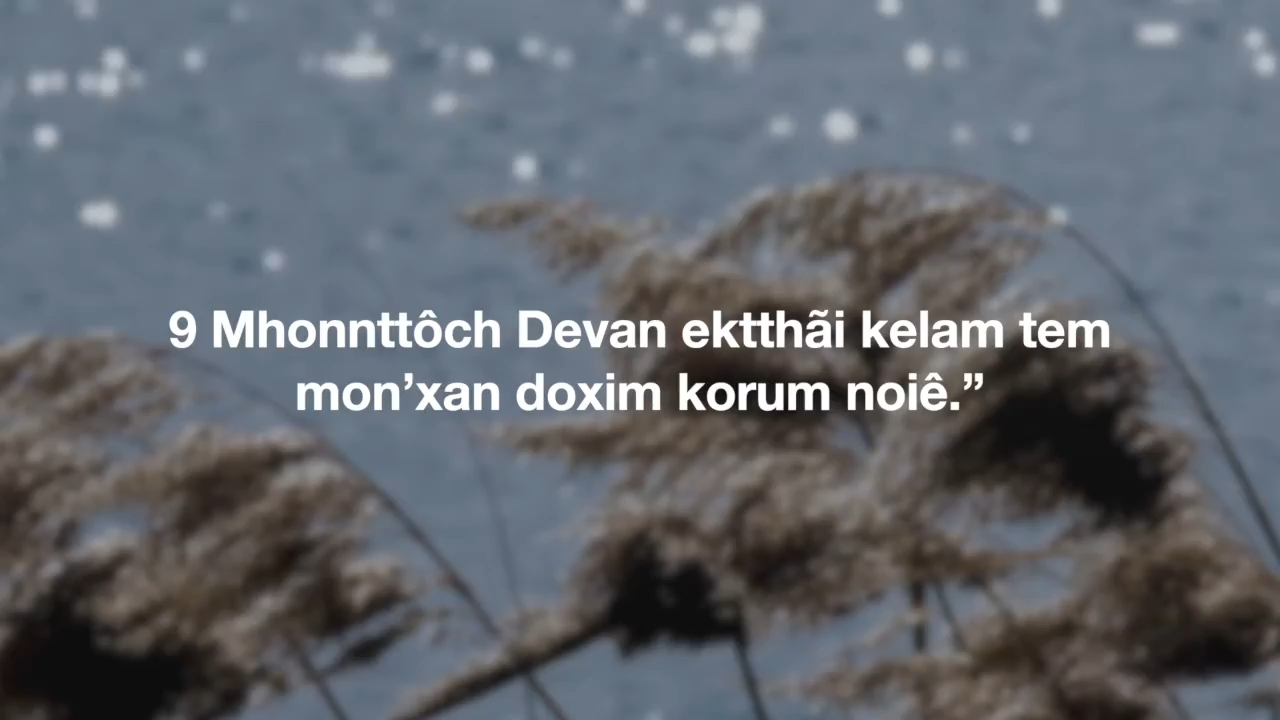 9 Mhonnttôch Devan ektthãi kelam tem
mon’xan doxim korum noiê.”